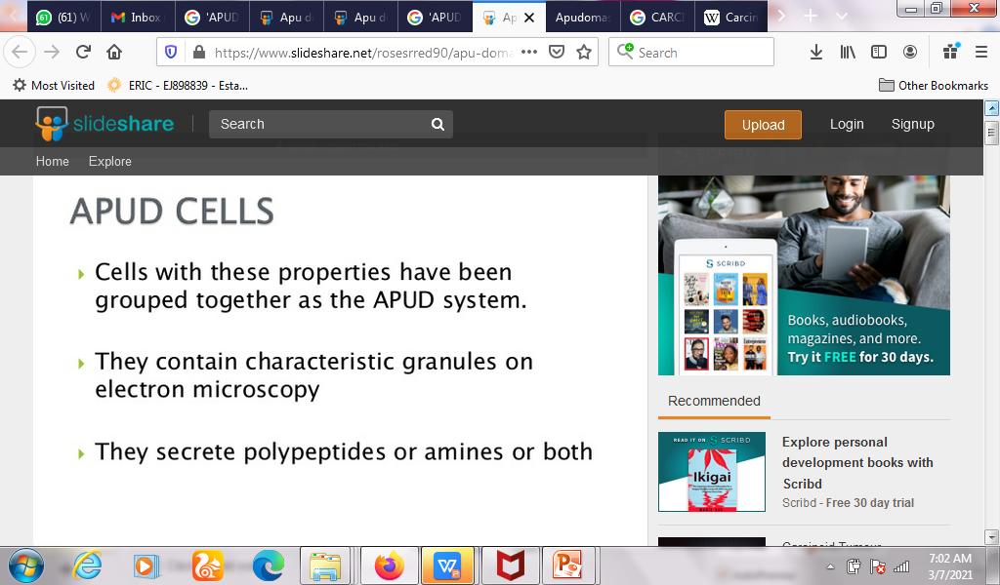 (61) W
Inbox
'APUD
Apu d
Apu d
'APUD
Ap
Apudomas
CARCI
Carcin
https://www.slideshare.net/rosesrred90/apu-doma
Search
Most Visited
ERIC - EJ898839 - Esta...
Other Bookmarks
slideshare
Search
Upload
Login
Signup
Home
Explore
APUD CELLS
Cells with these properties have been
grouped together as the APUD system.
They contain characteristic granules on
electron microscopy
They secrete polypeptides or amines or both
SCRIBD
Books, audiobooks,
magazines, and more.
Try it FREE for 30 days.
Recommended
READ IT ON SCRIBD
Ikigai
Explore personal
development books with
Scribd
Scribd - Free 30 day trial
Carcinoid Tumour
7:02 AM
3/7/2021